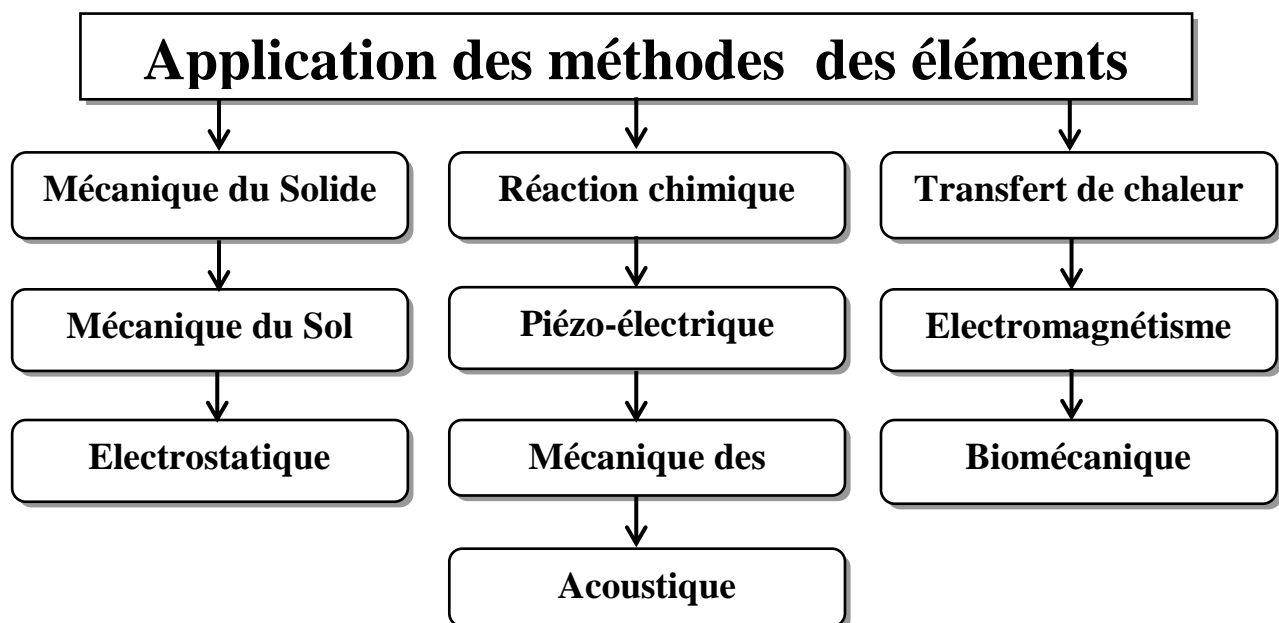 Application des méthodes des éléments
Mécanique du Solide
Réaction chimique
Transfert de chaleur
Mécanique du Sol
Piézo-électrique
Electromagnétisme
Electrostatique
Mécanique des
Biomécanique
Acoustique